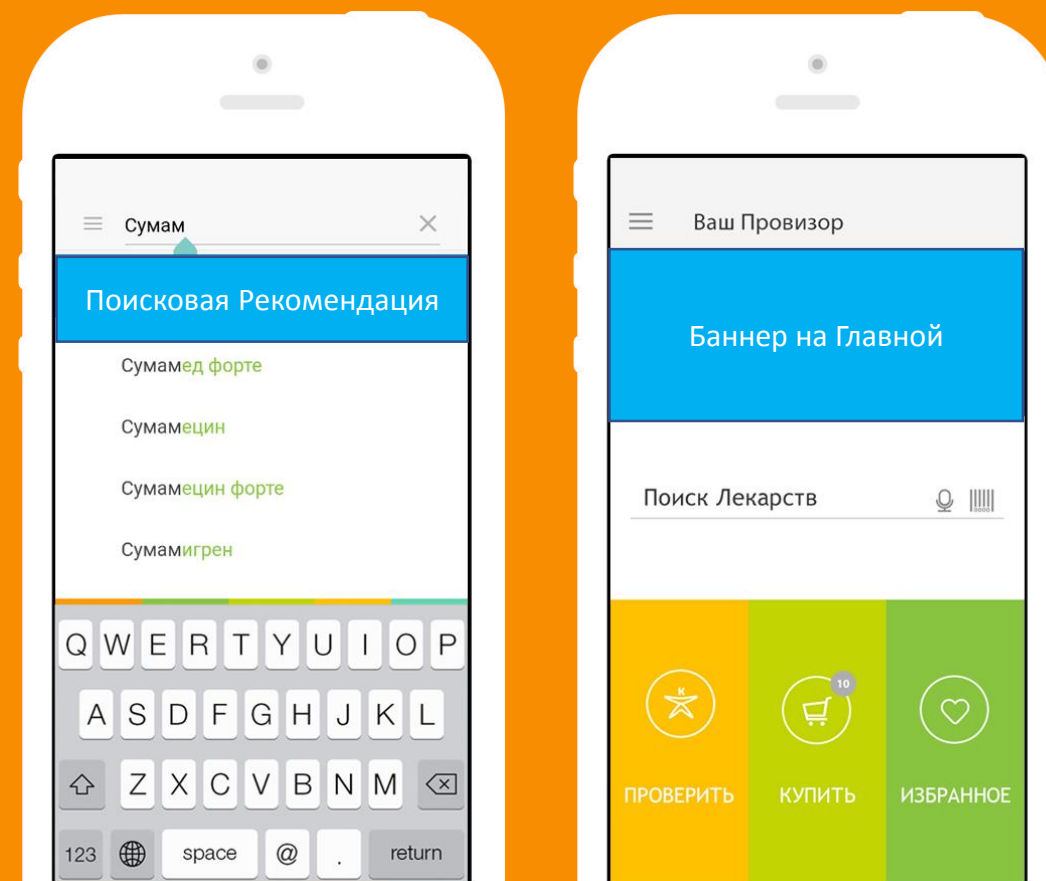 Сумам
Поисковая Рекомендация
Сумамед форте
Сумамецин
Сумамецин форте
Сумамигрен
Q W E R T Y U I O P
A S D F G H J K L
Z X C V B N M
123 space @ . return
Ваш Провизор
Баннер на Главной
Поиск Лекарств
К
10
ПРОВЕРИТЬ КУПИТЬ ИЗБРАННОЕ